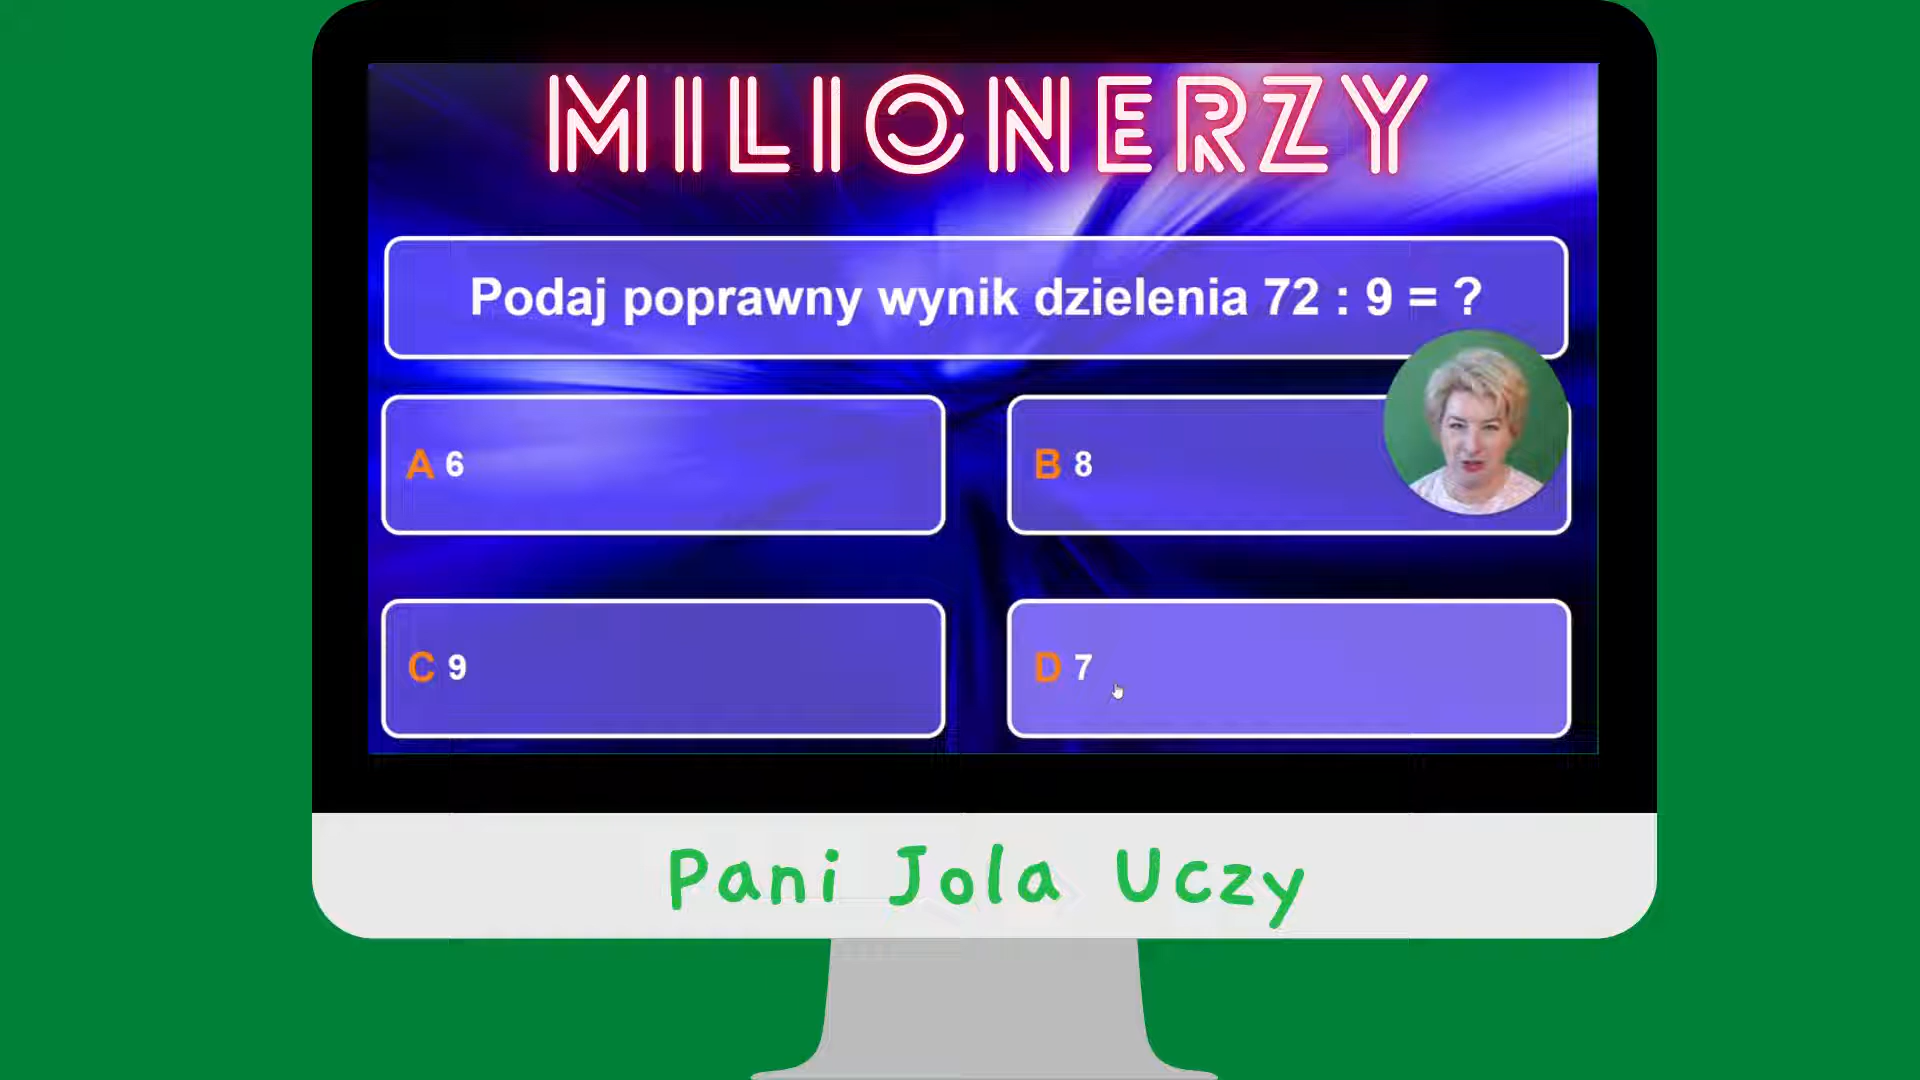 MILIONERZY
Podaj poprawny wynik dzielenia 72 : 9 = ?
A 6
B 8
C 9
D 7
Pani Jola Uczy